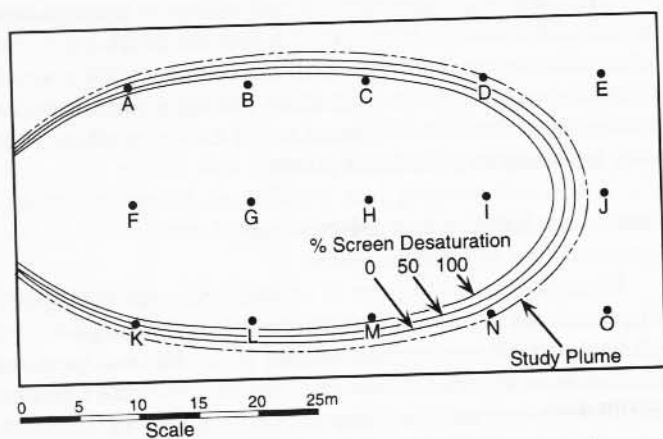 A B C D E
F G H I J
% Screen Desaturation
0 50 100
K L M N O
Study Plume
0 5 10 15 20 25m
Scale